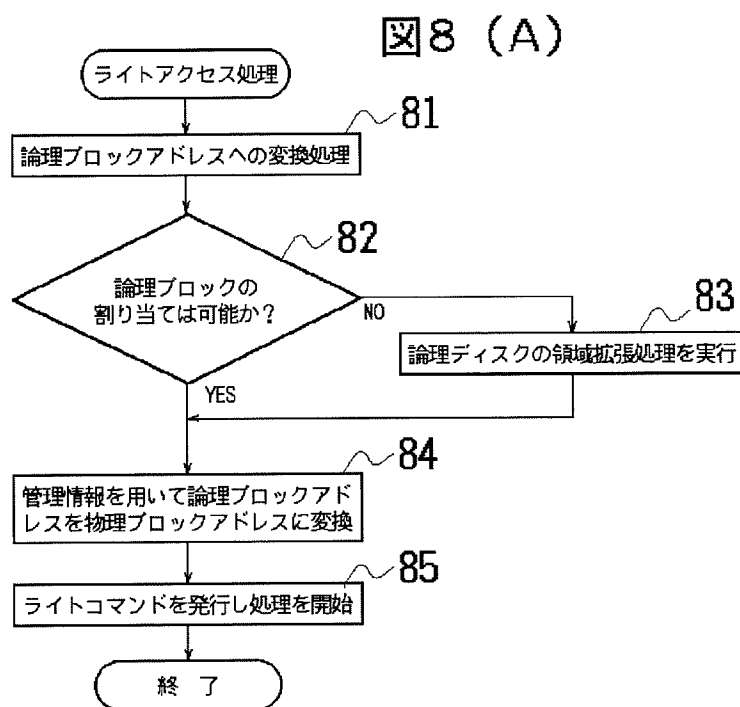 図8(A)
ライトアクセス処理
81
論理ブロックアドレスへの変換処理
82
論理ブロックの
割り当ては可能か?
NO
83
論理ディスクの領域拡張処理を実行
YES
84
管理情報を用いて論理ブロックアド
レスを物理ブロックアドレスに変換
85
ライトコマンドを発行し処理を開始
終 了